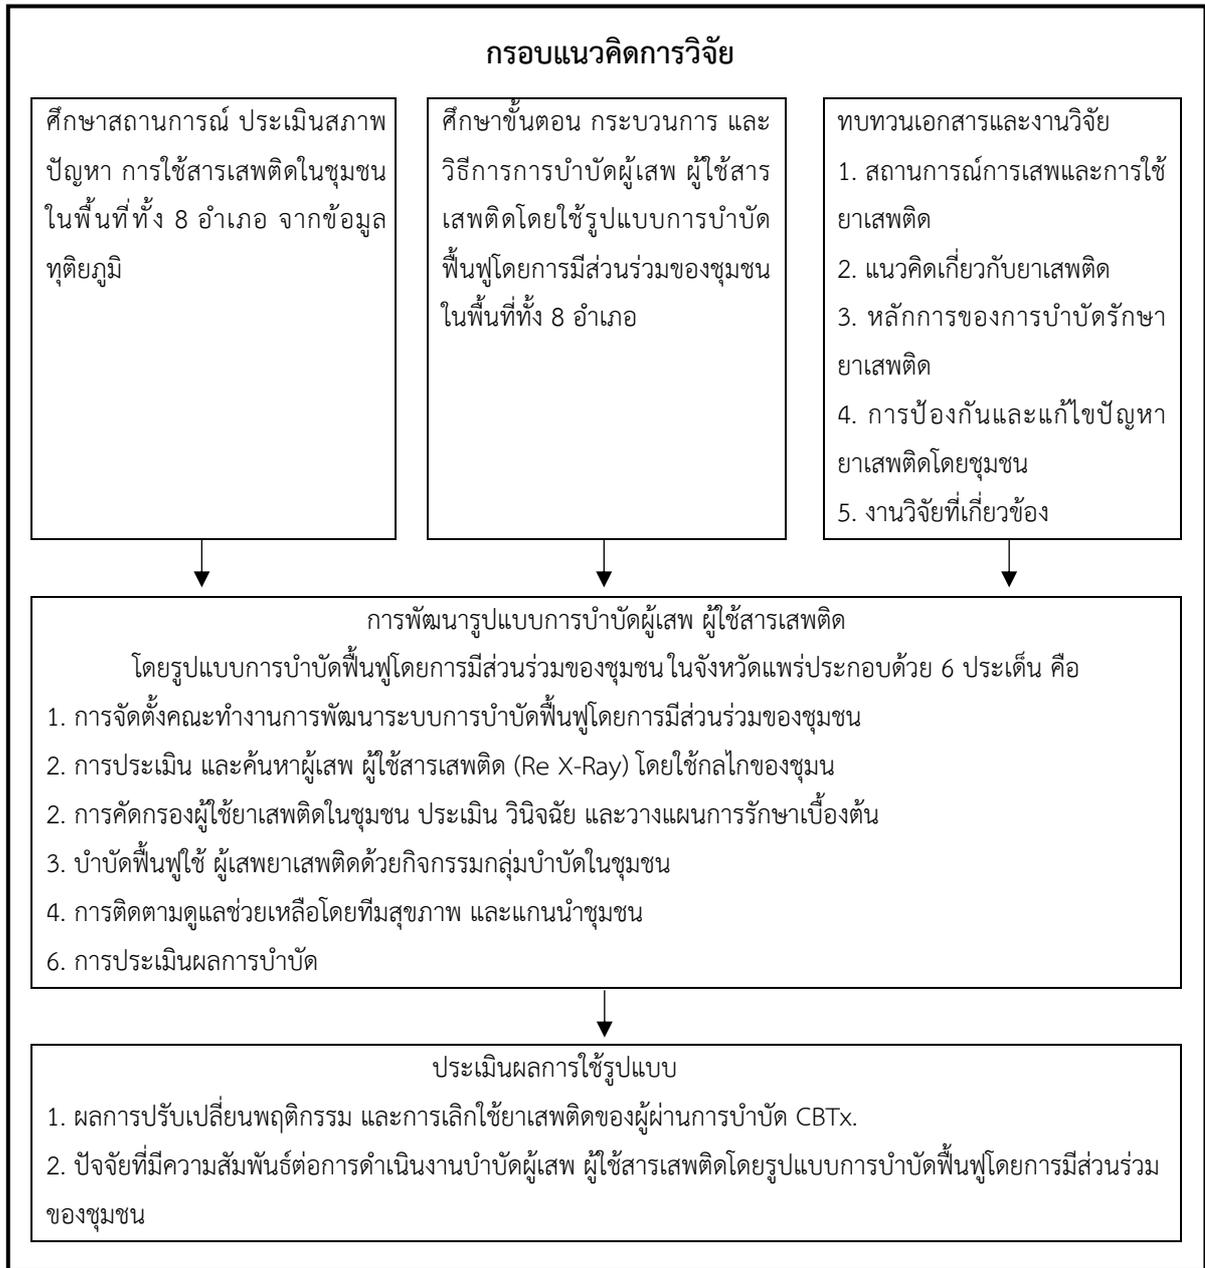 กรอบแนวคิดการวิจัย
ศึกษาสถานการณ์ ประเมินสภาพ
ปัญหา การใช้สารเสพติดในชุมชน
ในพื้นที่ทั้ง 8 อำเภอ จากข้อมูล
ทุติยภูมิ
ศึกษาขั้นตอน กระบวนการ และ
วิธีการการบำบัดผู้เสพ ผู้ใช้สาร
เสพติดโดยใช้รูปแบบการบำบัด
ฟื้นฟูโดยการมีส่วนร่วมของชุมชน
ในพื้นที่ทั้ง 8 อำเภอ
ทบทวนเอกสารและงานวิจัย
1. สถานการณ์การเสพและการใช้
ยาเสพติด
2. แนวคิดเกี่ยวกับยาเสพติด
3. หลักการของการบำบัดรักษา
ยาเสพติด
4. การป้องกันและแก้ไขปัญหา
ยาเสพติดโดยชุมชน
5. งานวิจัยที่เกี่ยวข้อง
การพัฒนารูปแบบการบำบัดผู้เสพ ผู้ใช้สารเสพติด
โดยรูปแบบการบำบัดฟื้นฟูโดยการมีส่วนร่วมของชุมชนในจังหวัดแพร่ประกอบด้วย 6 ประเด็น คือ
1. การจัดตั้งคณะทำงานการพัฒนาระบบการบำบัดฟื้นฟูโดยการมีส่วนร่วมของชุมชน
2. การประเมิน และค้นหาผู้เสพ ผู้ใช้สารเสพติด (Re X-Ray) โดยใช้กลไกของชุมน
2. การคัดกรองผู้ใช้ยาเสพติดในชุมชน ประเมิน วินิจฉัย และวางแผนการรักษาเบื้องต้น
3. บำบัดฟื้นฟูใช้ ผู้เสพยาเสพติดด้วยกิจกรรมกลุ่มบำบัดในชุมชน
4. การติดตามดูแลช่วยเหลือโดยทีมสุขภาพ และแกนนำชุมชน
6. การประเมินผลการบำบัด
ประเมินผลการใช้รูปแบบ
1. ผลการปรับเปลี่ยนพฤติกรรม และการเลิกใช้ยาเสพติดของผู้ผ่านการบำบัด CBTx.
2. ปัจจัยที่มีความสัมพันธ์ต่อการดำเนินงานบำบัดผู้เสพ ผู้ใช้สารเสพติดโดยรูปแบบการบำบัดฟื้นฟูโดยการมีส่วนร่วม
ของชุมชน